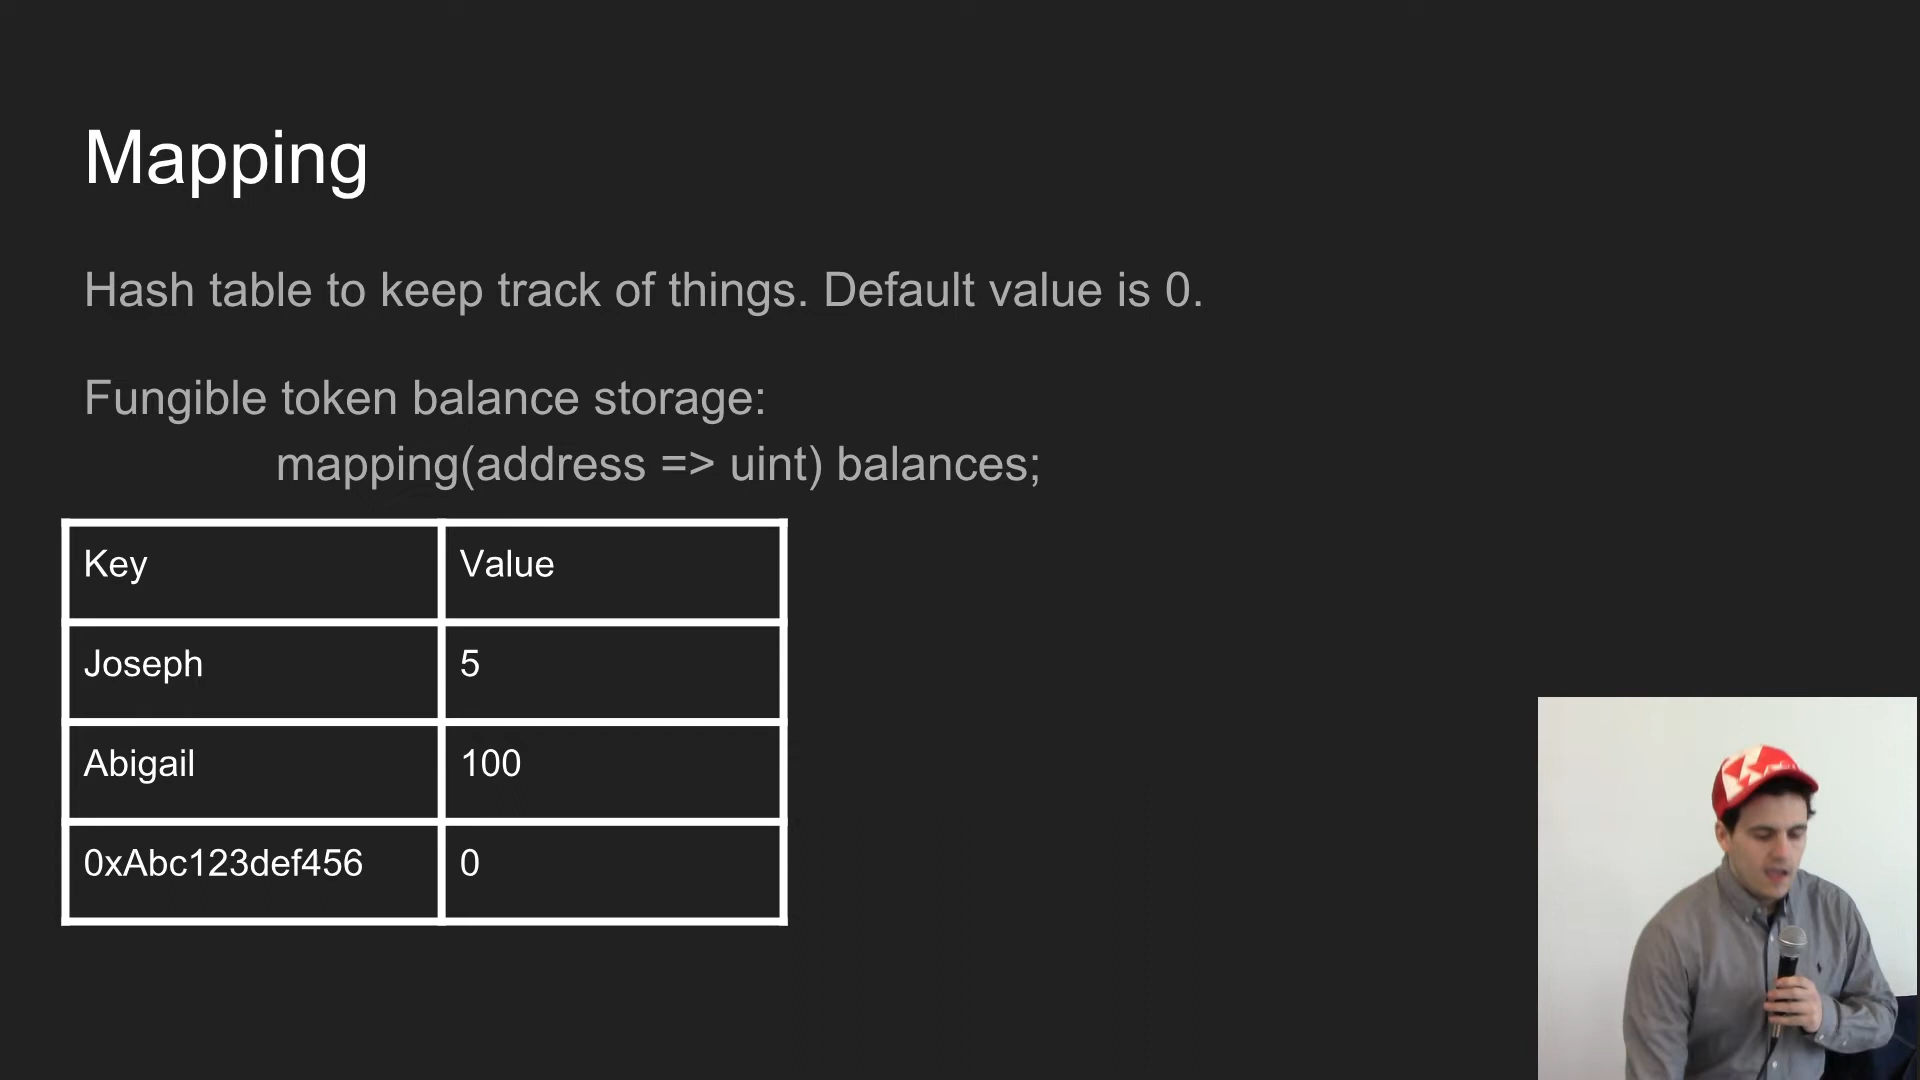 Mapping
Hash table to keep track of things. Default value is 0.
Fungible token balance storage:
mapping(address => uint) balances;
Key Value
Joseph 5
Abigail 100
0xAbc123def456 0